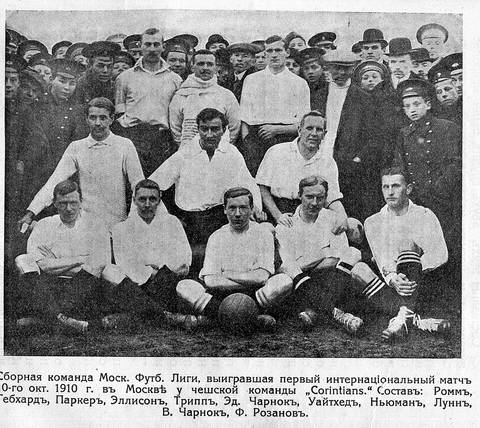 Сборная команда Моск. Футб. Лиги, выигравшая первый интернаціональный матчъ
10-го окт. 1910 г. въ Москвѣ у чешской команды „Corintians.“ Составъ: Роммъ,
Гебхардъ, Паркеръ, Эллисонъ, Триппъ, Эд. Чарнокъ, Уайтхедъ, Ньюманъ, Луннъ,
В. Чарнокъ, Ф. Розановъ.